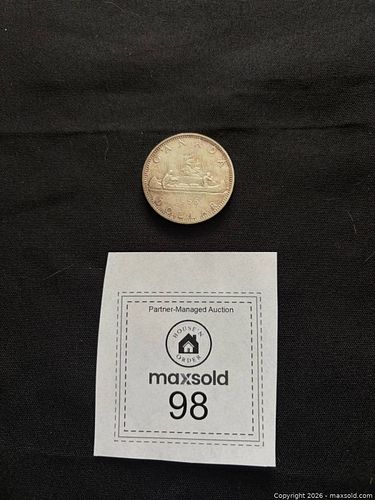 CANADA
DOLLAR
Partner-Managed Auction
HOUSE N
ORDER
maxsold
98
Copyright 2026 - maxsold.com